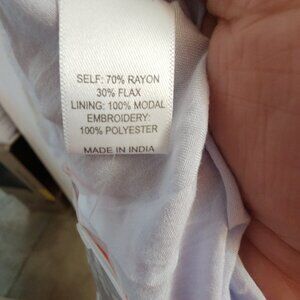 SELF: 70% RAYON
30% FLAX
LINING: 100% MODAL
EMBROIDERY:
100% POLYESTER
MADE IN INDIA